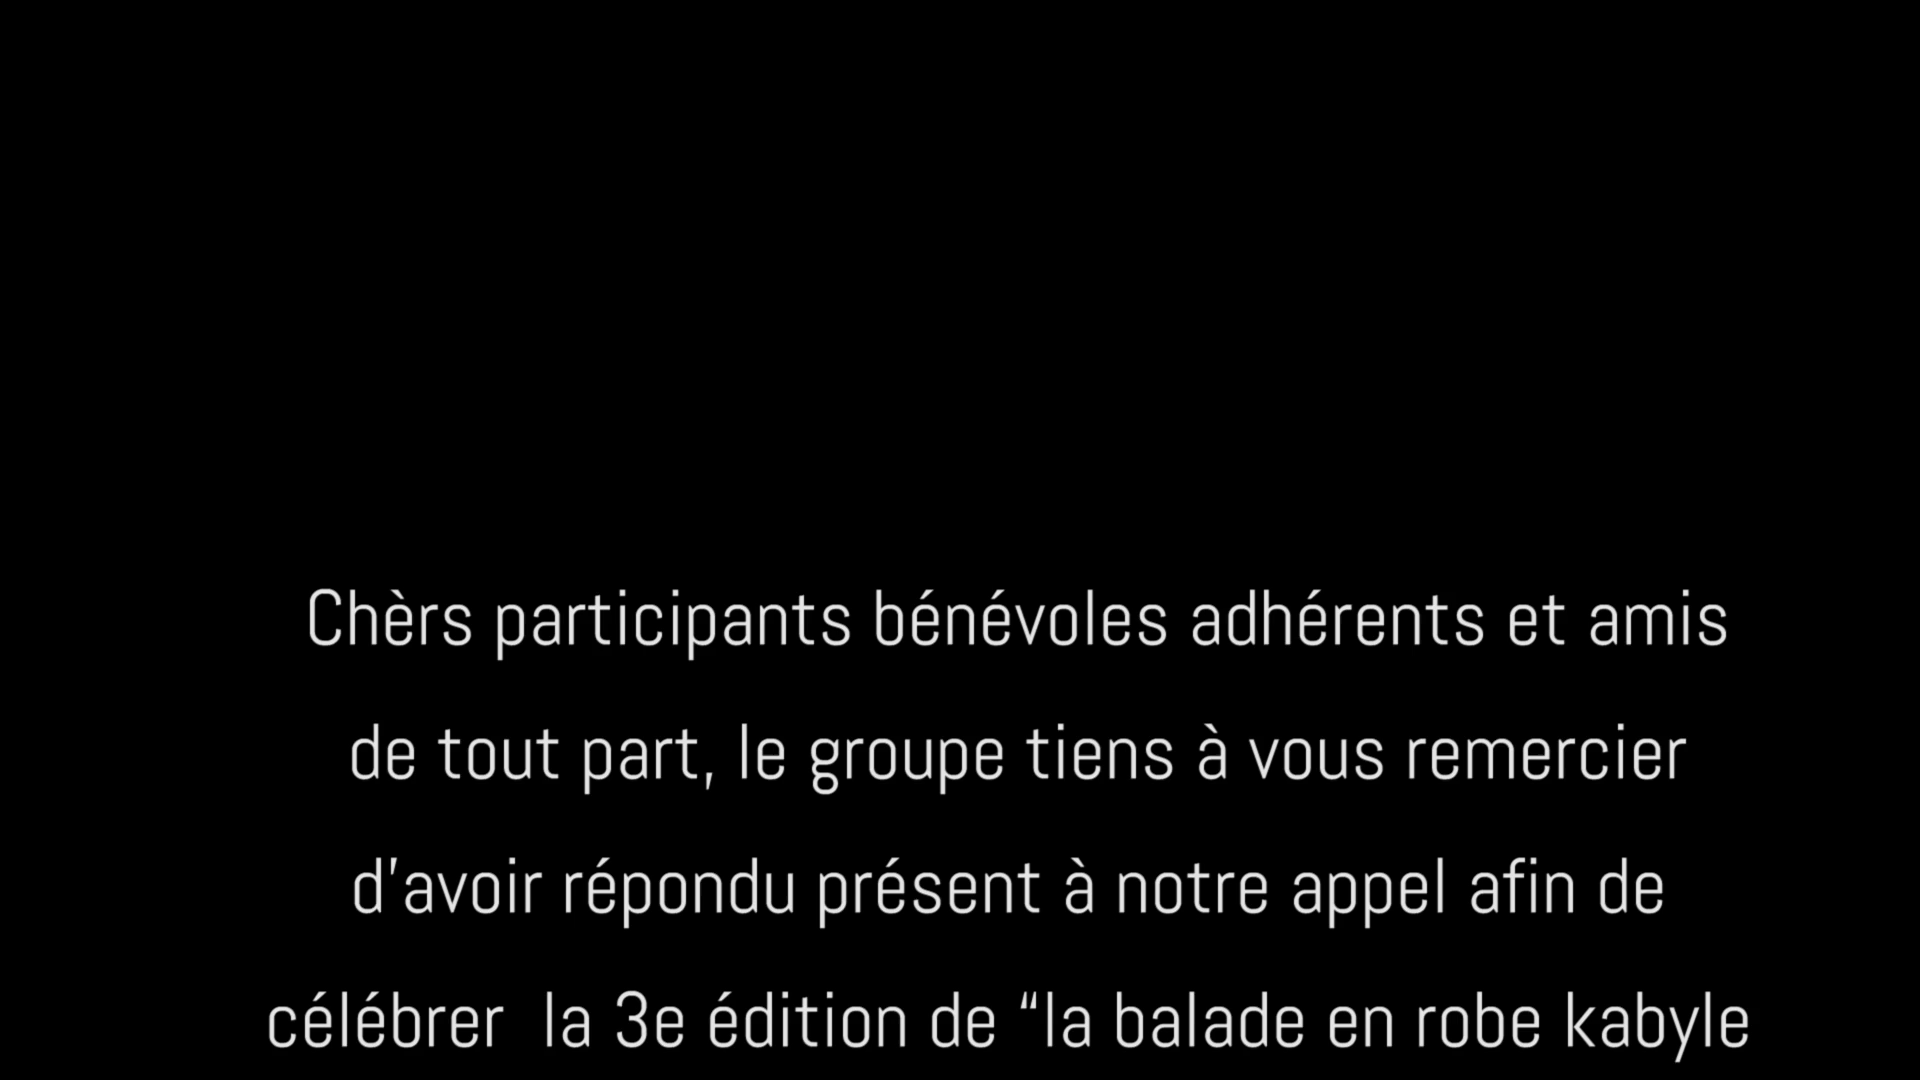 Chèrs participants bénévoles adhérents et amis
de tout part, le groupe tiens à vous remercier
d’avoir répondu présent à notre appel afin de
célébrer  la 3e édition de “la balade en robe kabyle